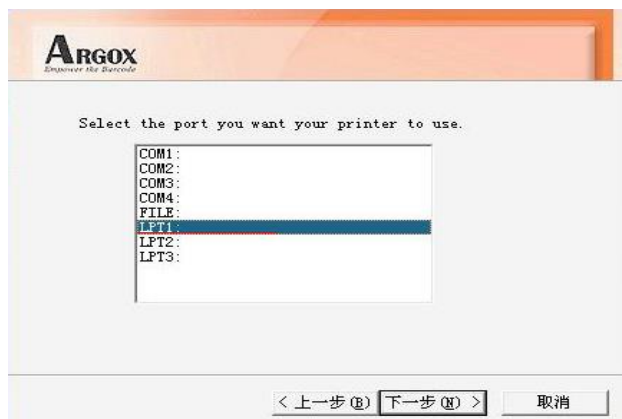 ARGOX
Empower the Barcode
Select the port you want your printer to use.
COM1:
COM2:
COM3:
COM4:
FILE:
LPT1:
LPT2:
LPT3:
< 上一步(B) 下一步(N) > 取消